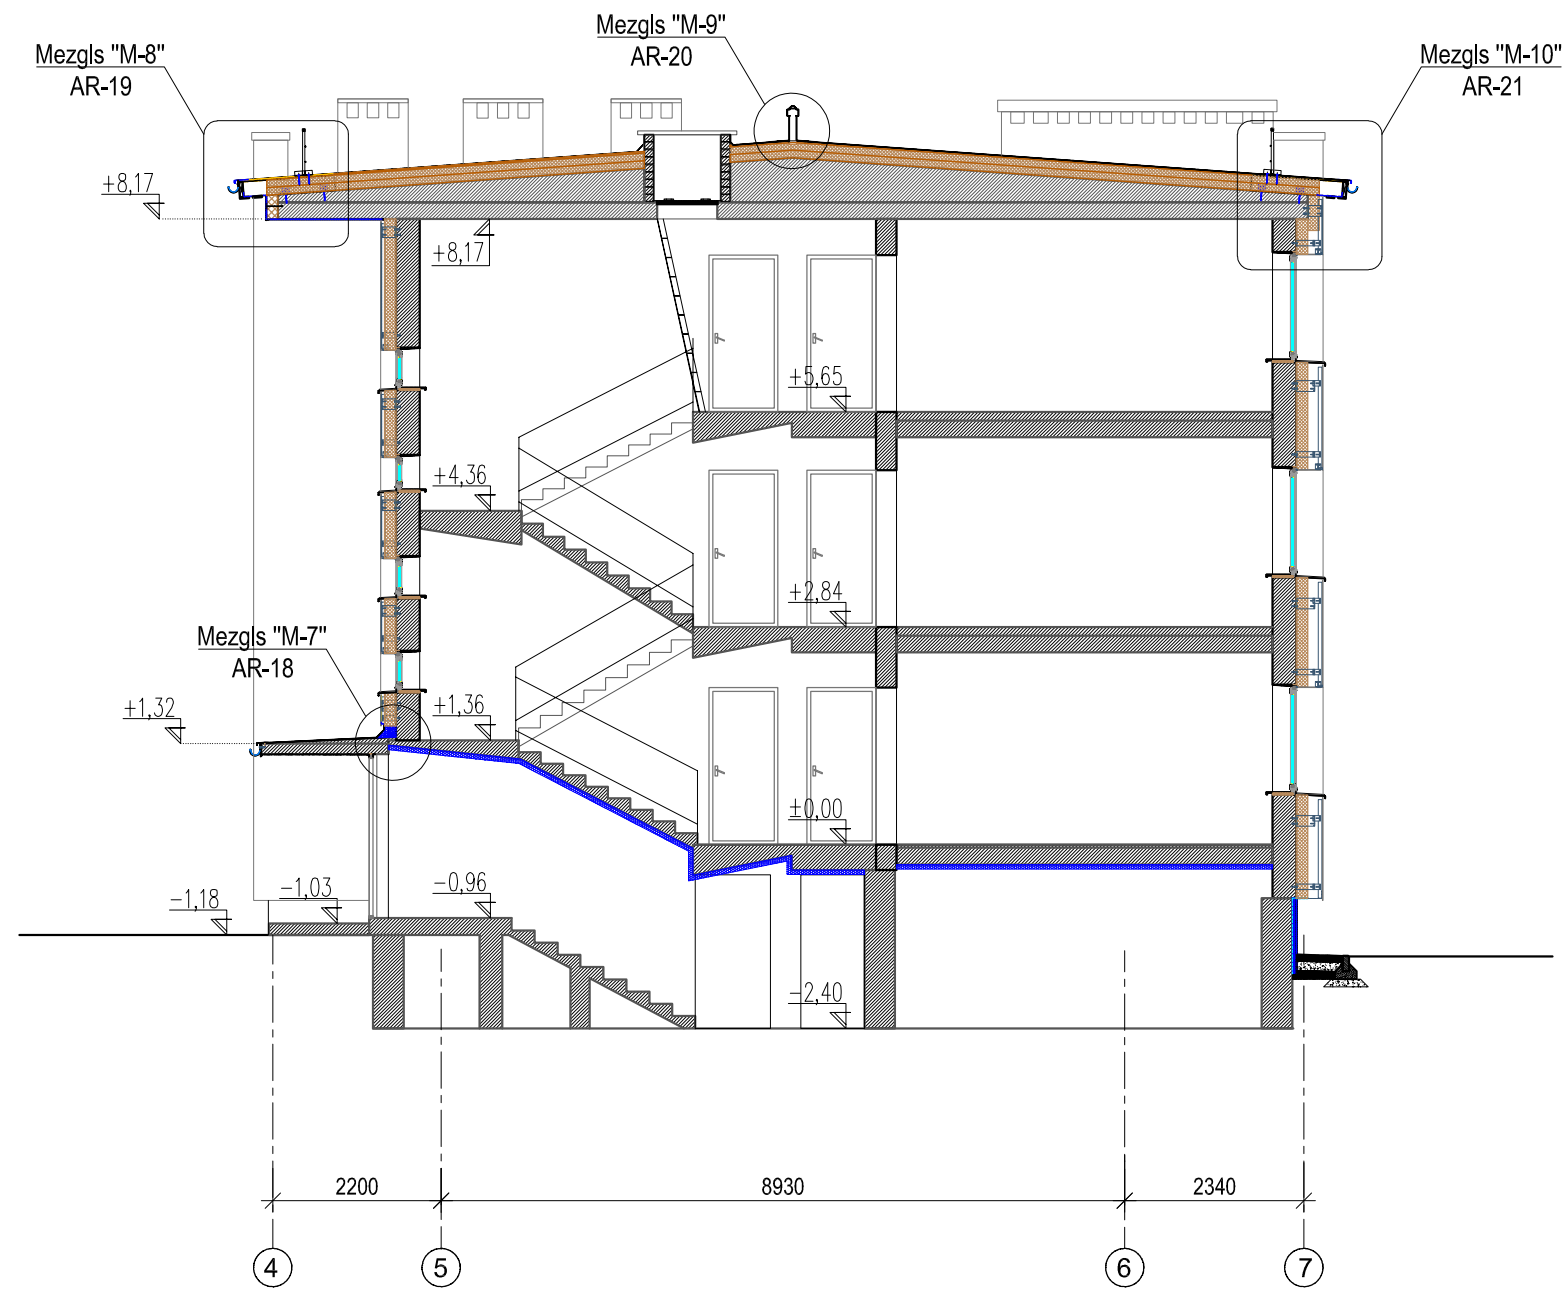 Mezgls "M-9"
AR-20
Mezgls "M-8"
AR-19
Mezgls "M-10"
AR-21
+8,17
+8,17
+5,65
+4,36
+2,84
Mezgls "M-7"
AR-18
+1,32
+1,36
±0,00
-1,18
-1,03
-0,96
-2,40
2200
8930
2340
4
5
6
7